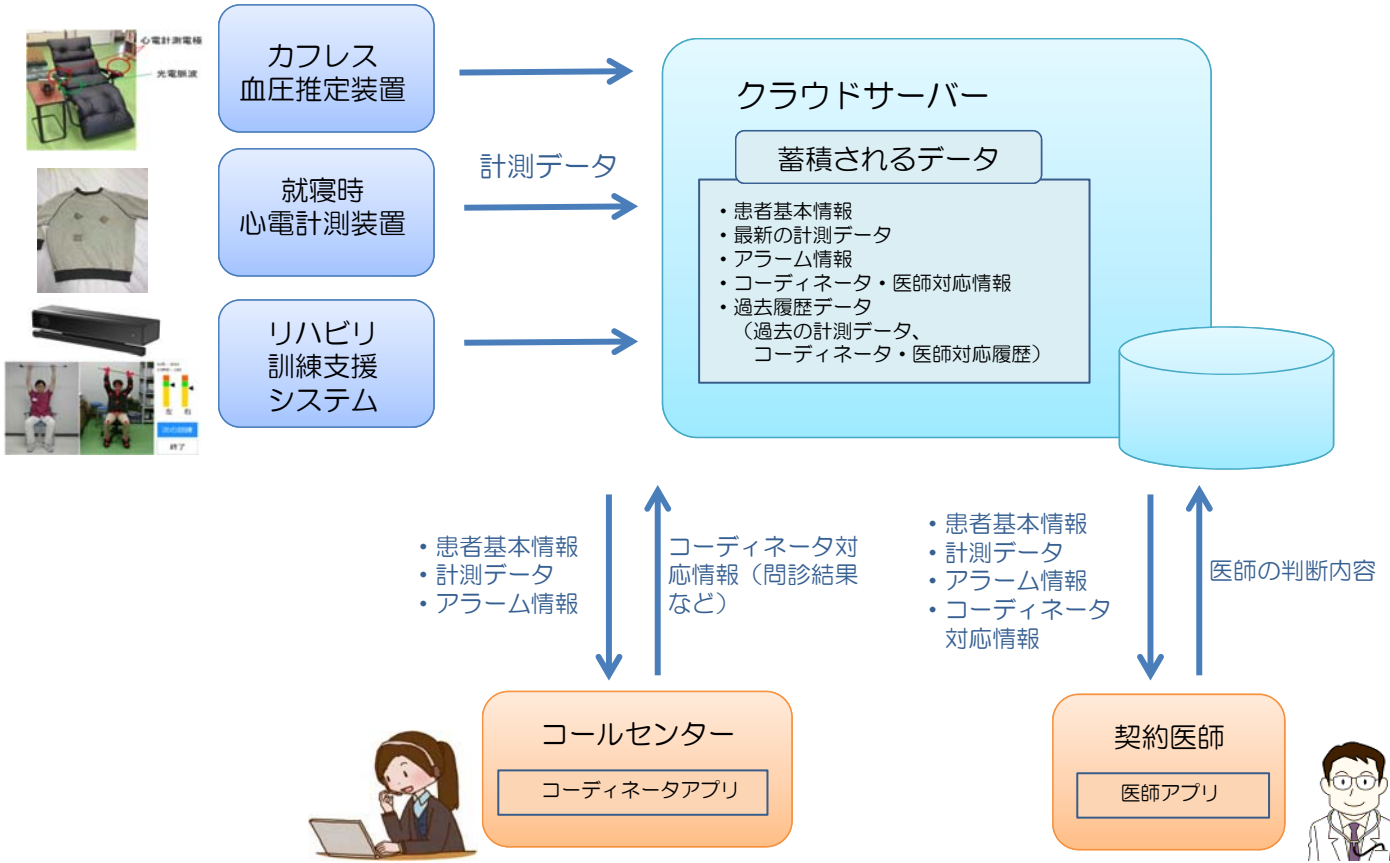 心電計測電極
光電脈波
カフレス
血圧推定装置
就寝時
心電計測装置
リハビリ
訓練支援
システム
左 右
次の訓練
終了
計測データ
クラウドサーバー
蓄積されるデータ
・患者基本情報
・最新の計測データ
・アラーム情報
・コーディネータ・医師対応情報
・過去履歴データ
（過去の計測データ、
コーディネータ・医師対応履歴）
・患者基本情報
・計測データ
・アラーム情報
コーディネータ対
応情報（問診結果
など）
・患者基本情報
・計測データ
・アラーム情報
・コーディネータ
対応情報
医師の判断内容
コールセンター
コーディネータアプリ
契約医師
医師アプリ